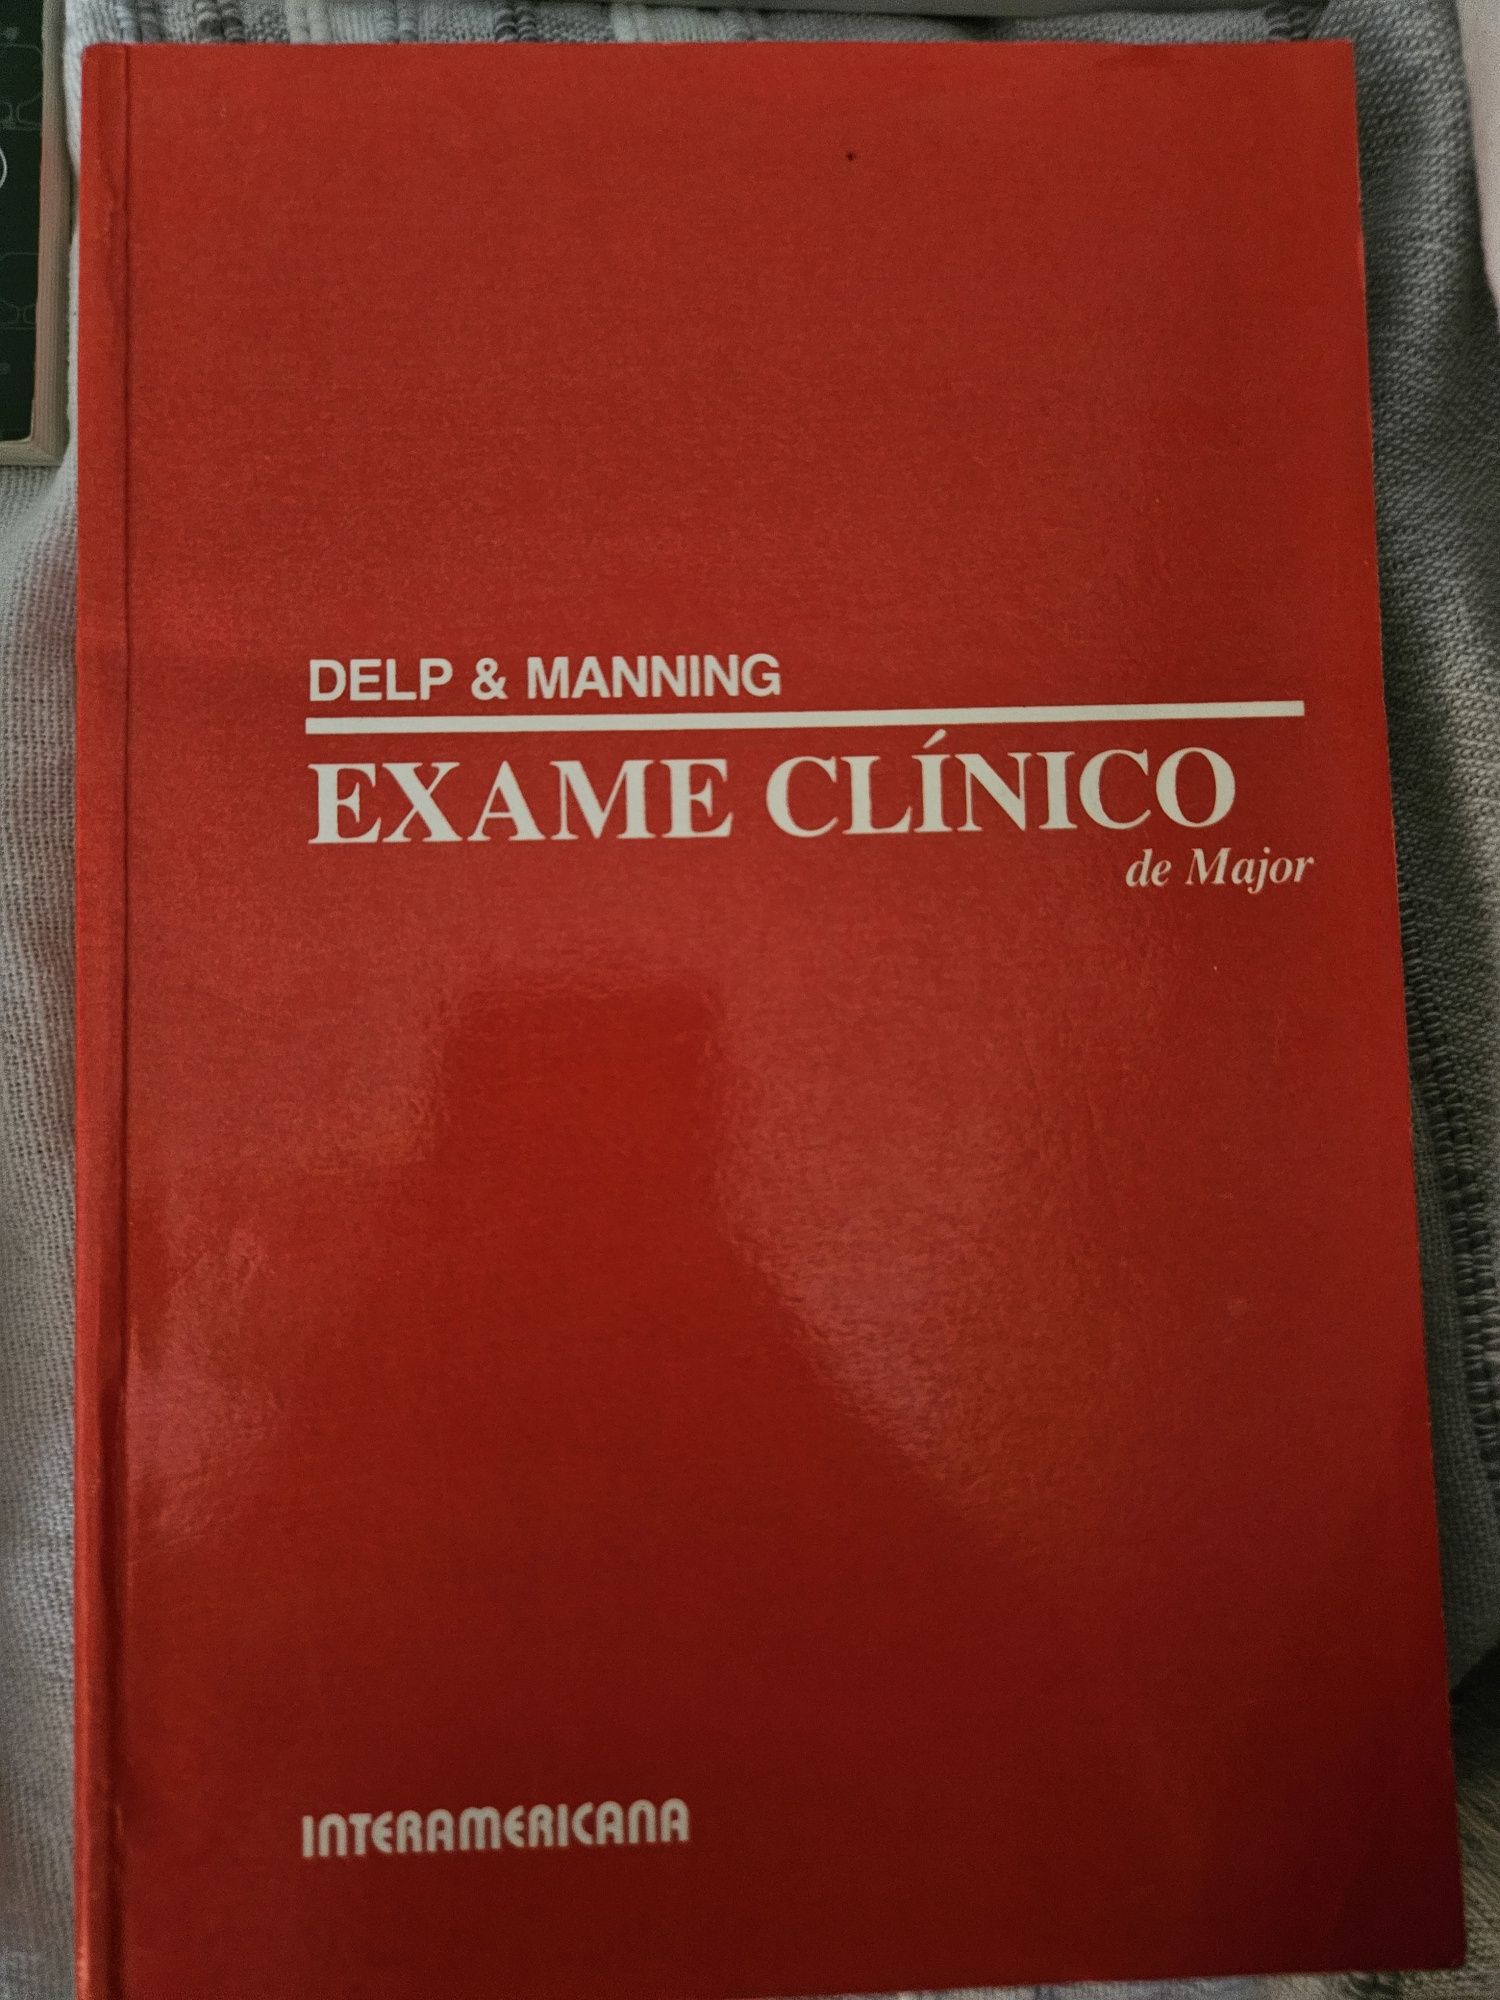 DELP & MANNING
EXAME CLÍNICO
de Major
INTERAMERICANA